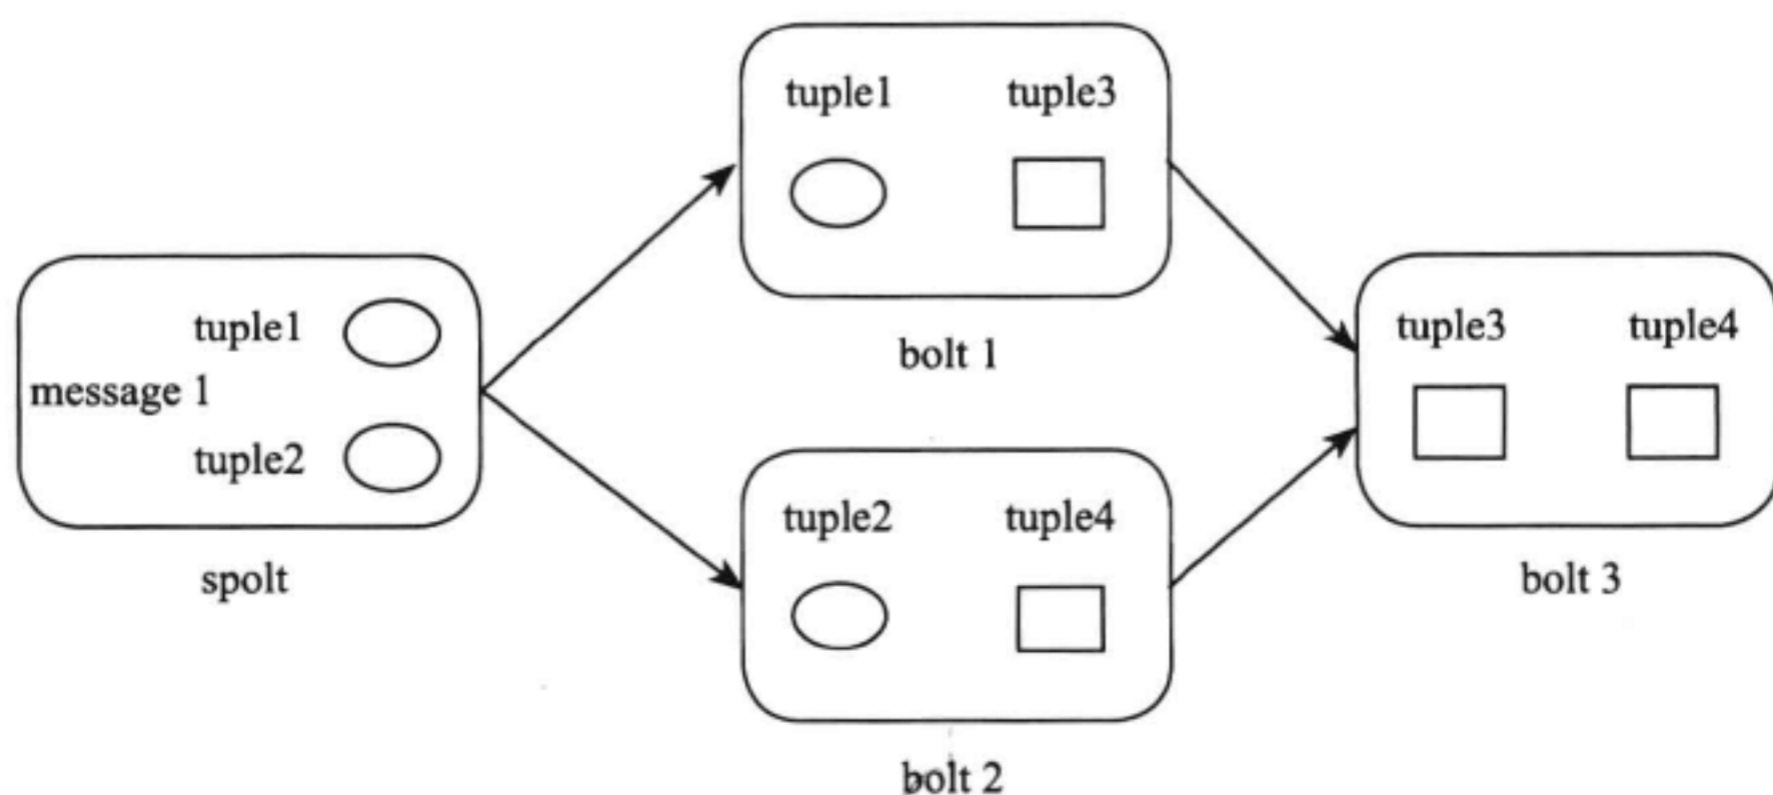 tuple1
message 1
tuple2
spolt
tuple1 tuple3
bolt 1
tuple2 tuple4
bolt 2
tuple3 tuple4
bolt 3